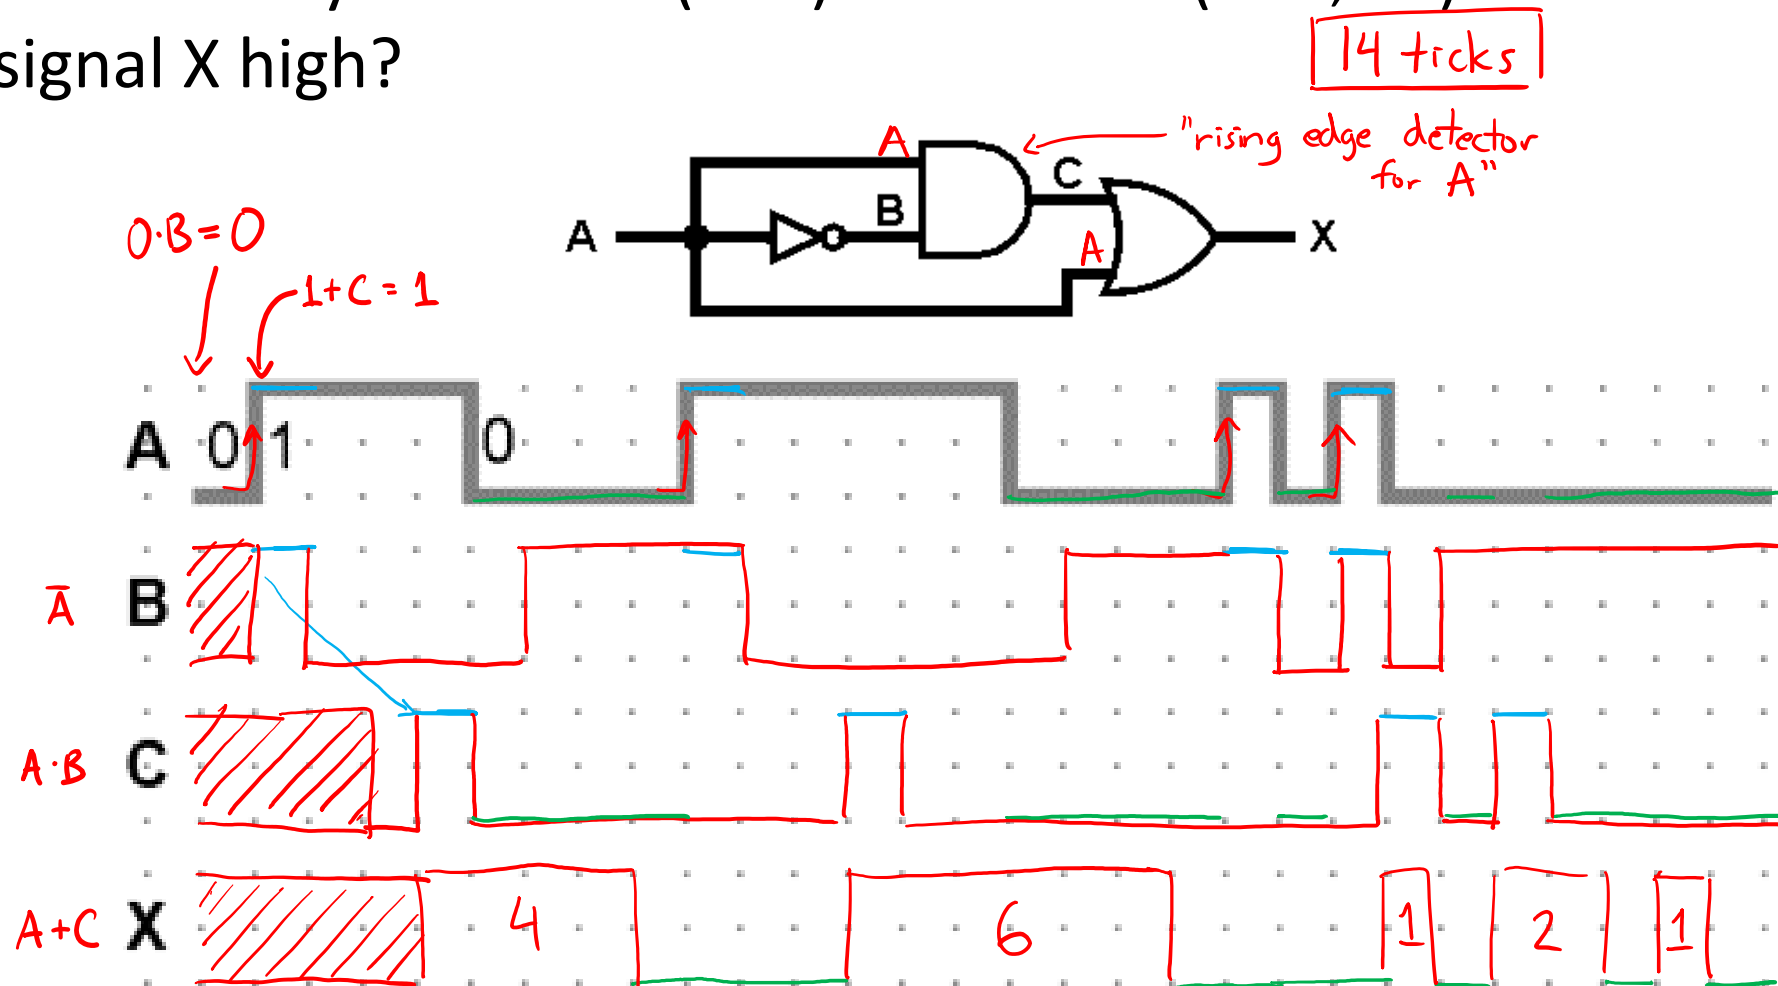 signal X high?
14 ticks
"rising edge detector
for A"
A
C
B
A
A
X
0·B=0
1+C=1
A 0 1 0
Ā B
A·B C
A+C X 4 6 1 2 1